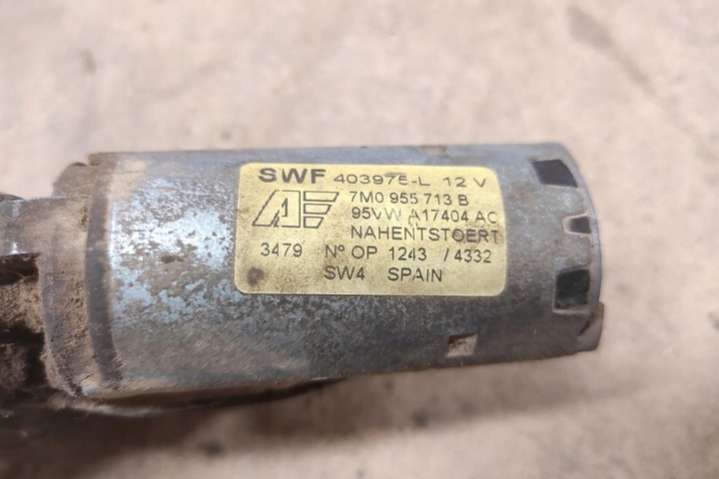 SWF 403975-L 12 V
7M0 955 713 B
95VW A17404 AC
NAHENTSTOERT
3479 Nº OP 1243 / 4332
SW4 SPAIN